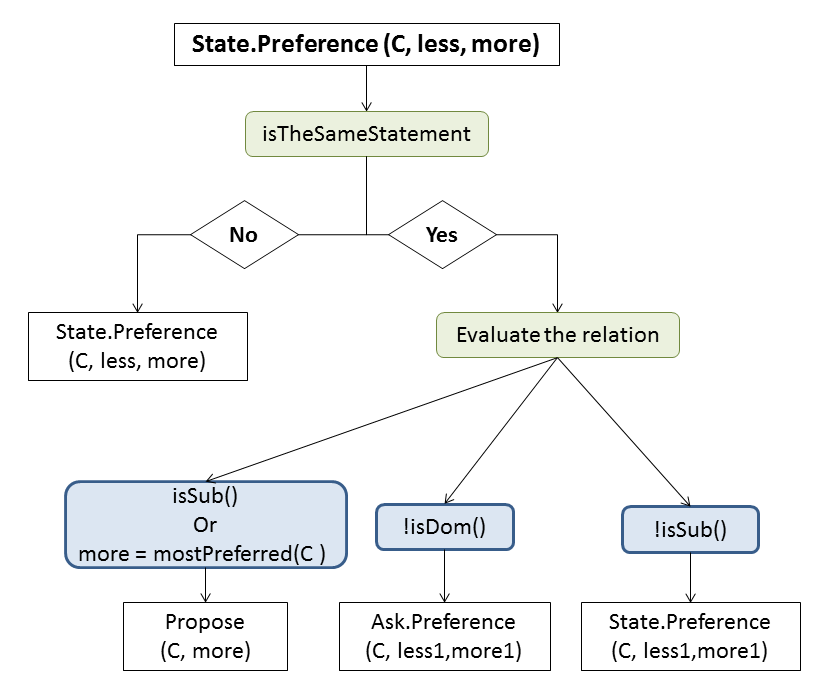 State.Preference (C, less, more)
isTheSameStatement
No
Yes
State.Preference
(C, less, more)
Evaluate the relation
isSub()
Or
more = mostPreferred(C )
!isDom()
!isSub()
Propose
(C, more)
Ask.Preference
(C, less1,more1)
State.Preference
(C, less1,more1)